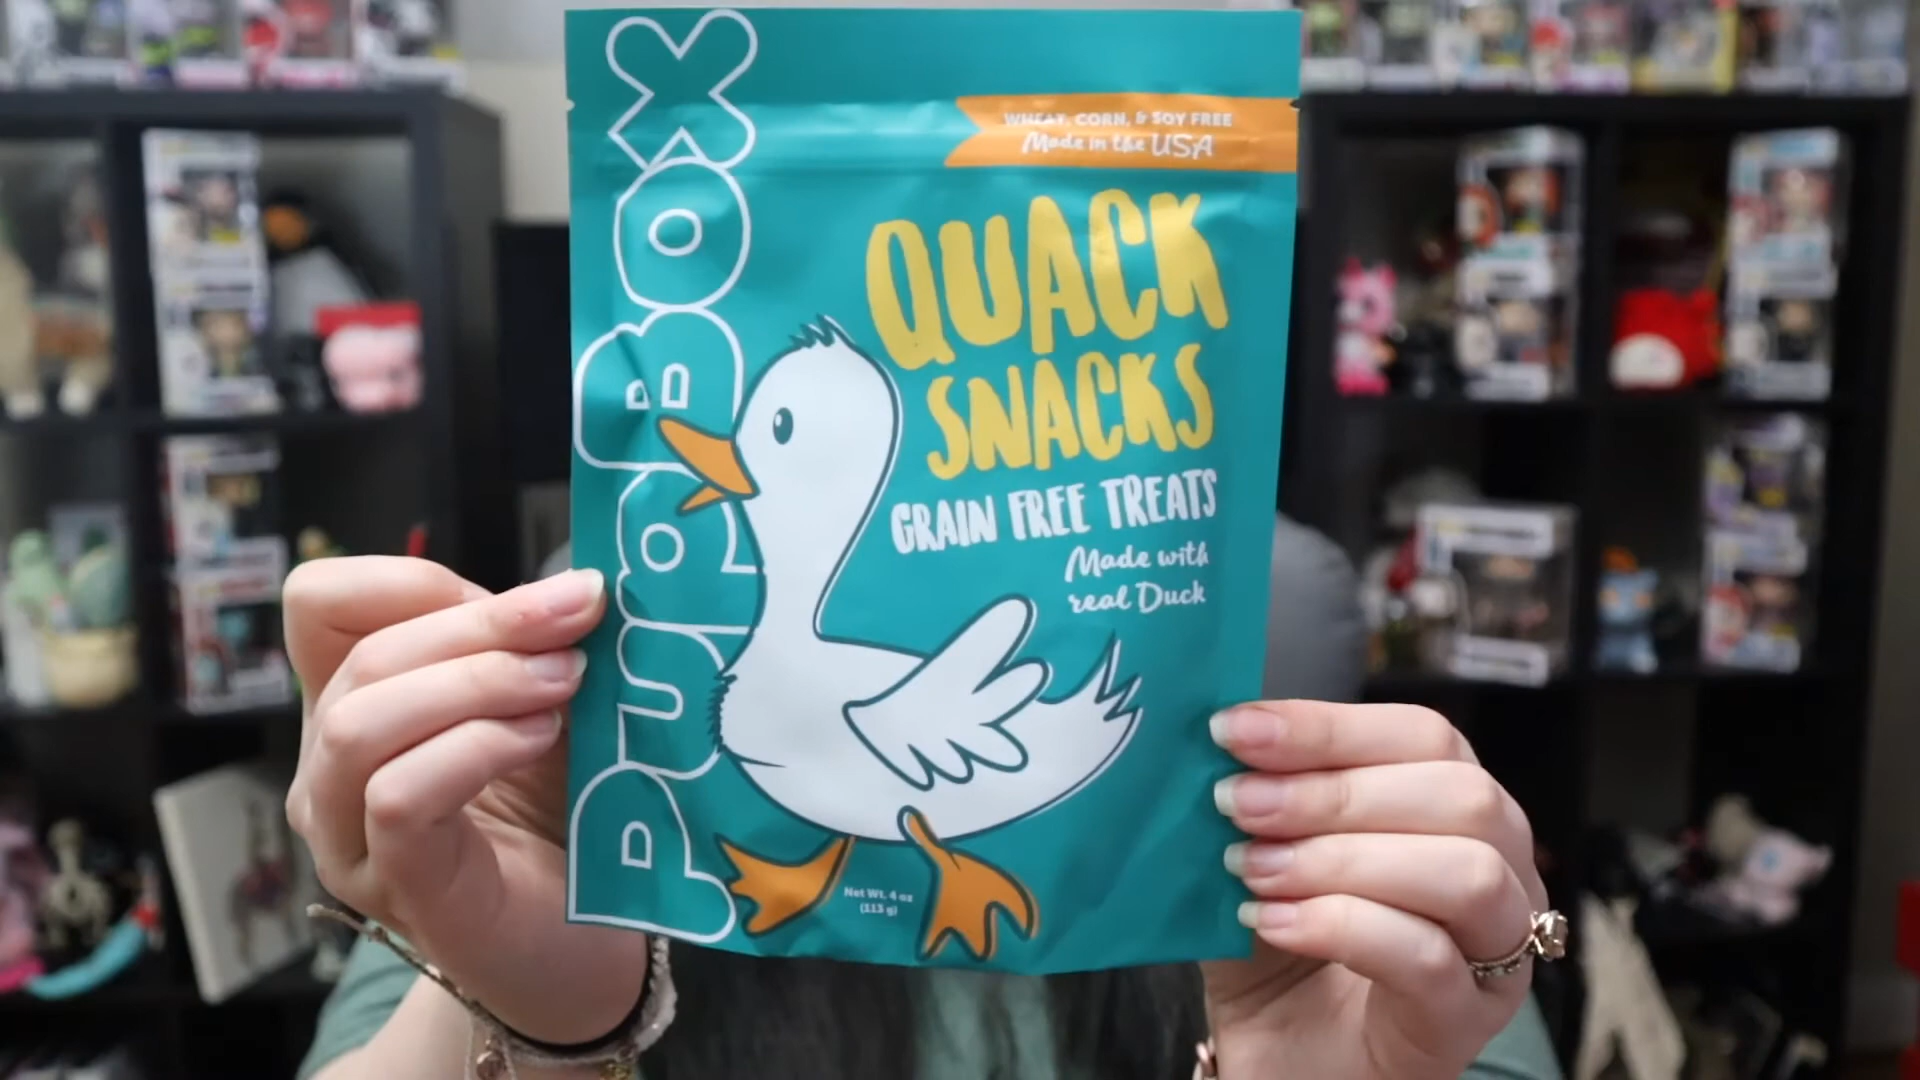 PupBox
WHEAT, CORN, & SOY FREE
Made in the USA
QUACK
SNACKS
GRAIN FREE TREATS
Made with
real Duck
Net Wt. 4 oz
(113 g)